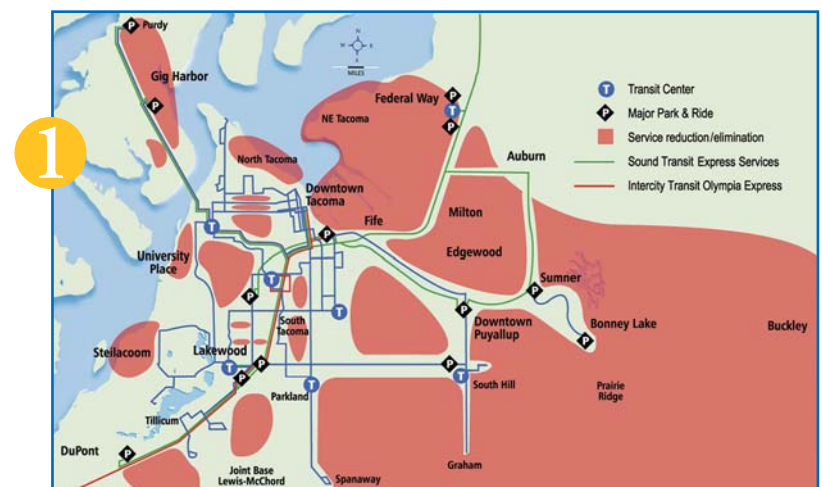 1
Purdy
Gig Harbor
N
W
E
S
MILES
Federal Way
NE Tacoma
North Tacoma
Downtown
Tacoma
Fife
Auburn
Milton
Edgewood
University
Place
Sumner
Bonney Lake
Buckley
Downtown
Puyallup
South
Tacoma
Steilacoom
Lakewood
Parkland
South Hill
Prairie
Ridge
Tillicum
DuPont
Joint Base
Lewis-McChord
Spanaway
Graham
T Transit Center
P Major Park & Ride
Service reduction/elimination
Sound Transit Express Services
Intercity Transit Olympia Express